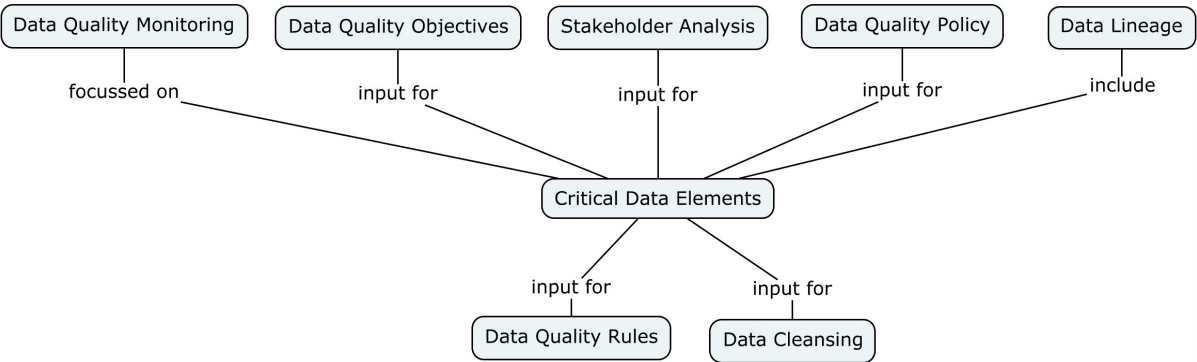 Data Quality Monitoring
Data Quality Objectives
Stakeholder Analysis
Data Quality Policy
Data Lineage
focussed on
input for
input for
input for
include
Critical Data Elements
input for
input for
Data Quality Rules
Data Cleansing